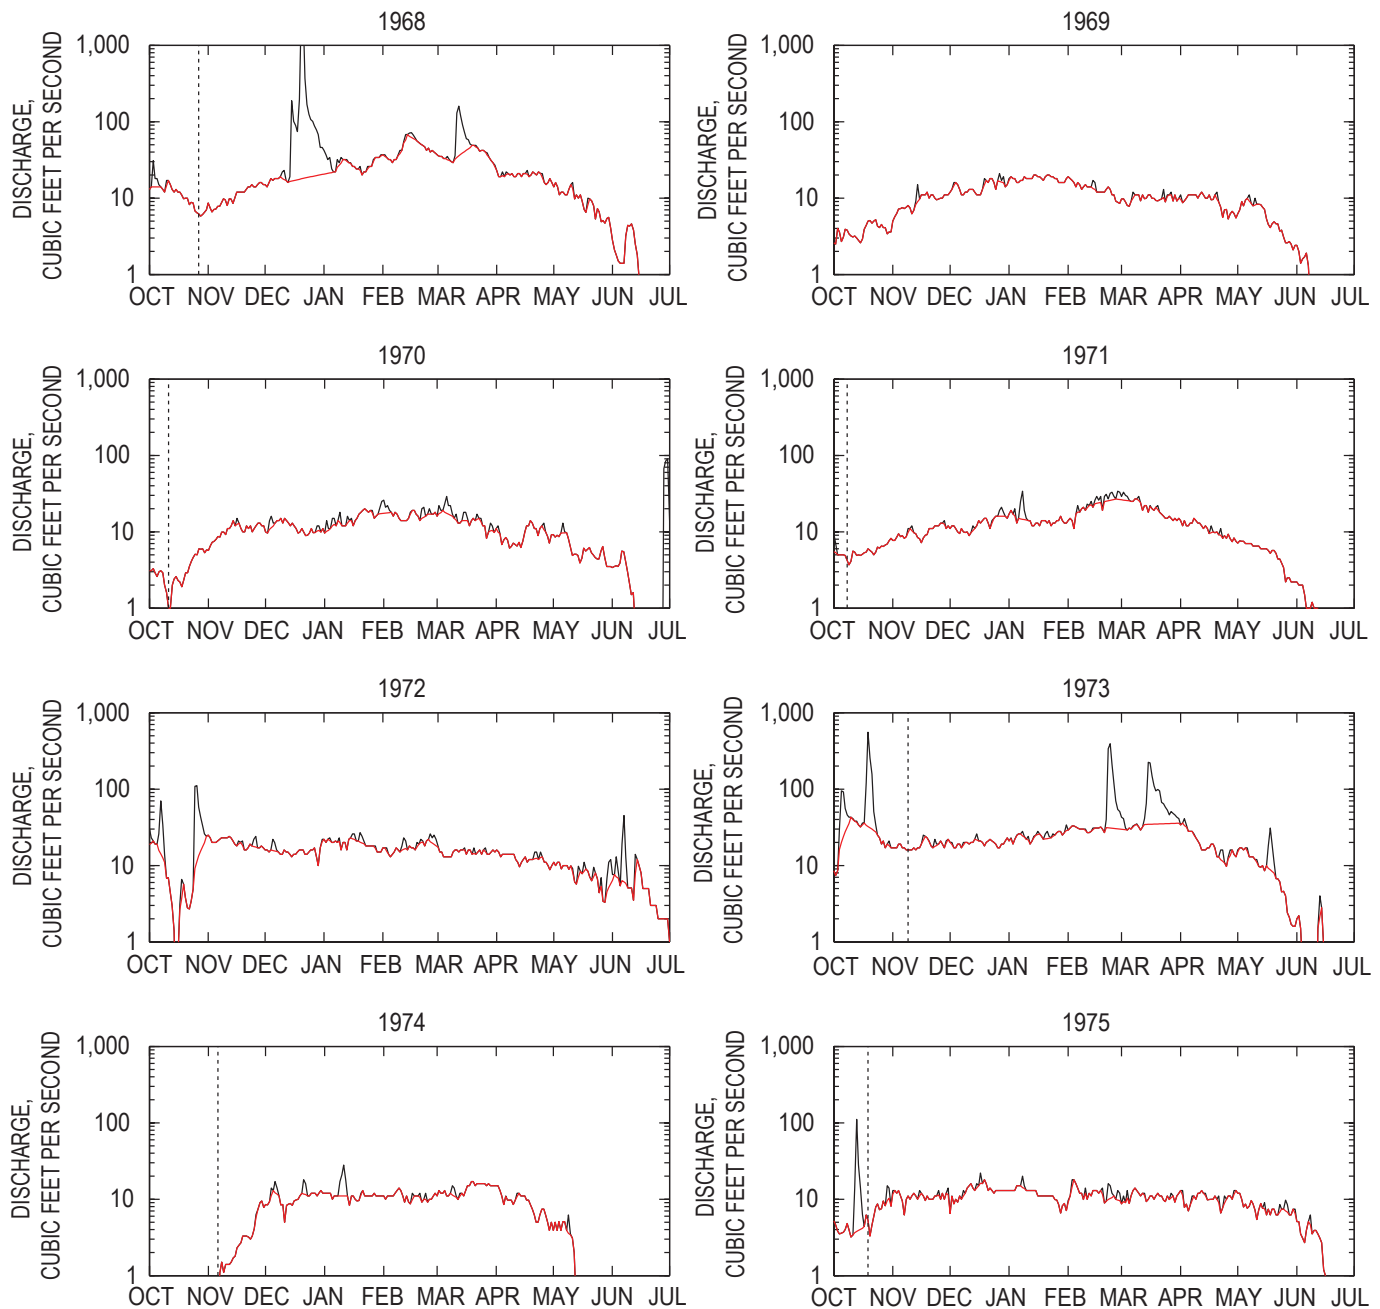 1968
DISCHARGE,
CUBIC FEET PER SECOND
1,000
100
10
1
OCT NOV DEC JAN FEB MAR APR MAY JUN JUL
1969
DISCHARGE,
CUBIC FEET PER SECOND
1,000
100
10
1
OCT NOV DEC JAN FEB MAR APR MAY JUN JUL
1970
DISCHARGE,
CUBIC FEET PER SECOND
1,000
100
10
1
OCT NOV DEC JAN FEB MAR APR MAY JUN JUL
1971
DISCHARGE,
CUBIC FEET PER SECOND
1,000
100
10
1
OCT NOV DEC JAN FEB MAR APR MAY JUN JUL
1972
DISCHARGE,
CUBIC FEET PER SECOND
1,000
100
10
1
OCT NOV DEC JAN FEB MAR APR MAY JUN JUL
1973
DISCHARGE,
CUBIC FEET PER SECOND
1,000
100
10
1
OCT NOV DEC JAN FEB MAR APR MAY JUN JUL
1974
DISCHARGE,
CUBIC FEET PER SECOND
1,000
100
10
1
OCT NOV DEC JAN FEB MAR APR MAY JUN JUL
1975
DISCHARGE,
CUBIC FEET PER SECOND
1,000
100
10
1
OCT NOV DEC JAN FEB MAR APR MAY JUN JUL